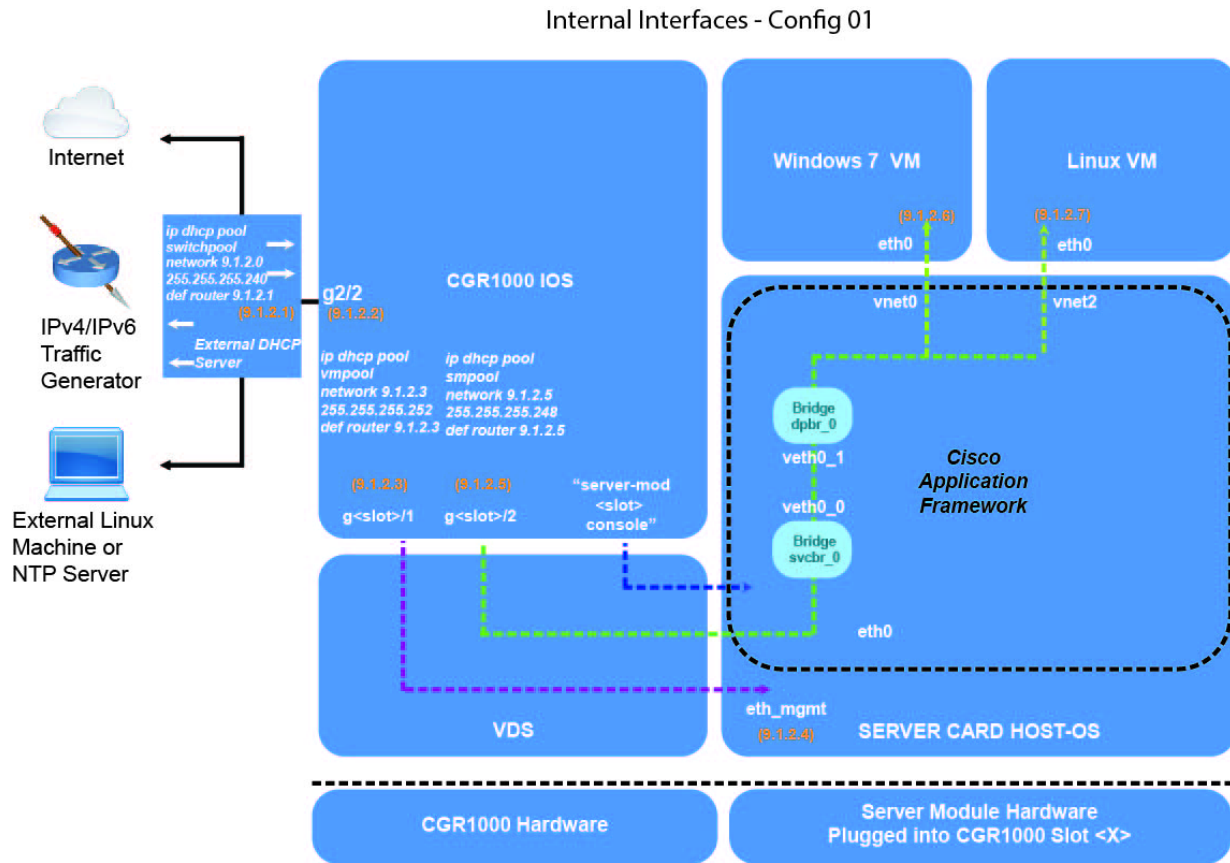 Internal Interfaces - Config 01
Internet
IPv4/IPv6
Traffic
Generator
External Linux
Machine or
NTP Server
ip dhcp pool
switchpool
network 9.1.2.0
255.255.255.240
def router 9.1.2.1
(9.1.2.1)
External DHCP
Server
CGR1000 IOS
g2/2
(9.1.2.2)
ip dhcp pool
vmpool
network 9.1.2.3
255.255.255.252
def router 9.1.2.3
ip dhcp pool
smpool
network 9.1.2.5
255.255.255.248
def router 9.1.2.5
(9.1.2.3)
g<slot>/1
(9.1.2.5)
g<slot>/2
“server-mod
<slot>
console”
VDS
Windows 7 VM
(9.1.2.6)
eth0
Linux VM
(9.1.2.7)
eth0
vnet0
vnet2
Bridge
dpbr_0
veth0_1
veth0_0
Bridge
svcbr_0
Cisco
Application
Framework
eth0
eth_mgmt
(9.1.2.4)
SERVER CARD HOST-OS
CGR1000 Hardware
Server Module Hardware
Plugged into CGR1000 Slot <X>